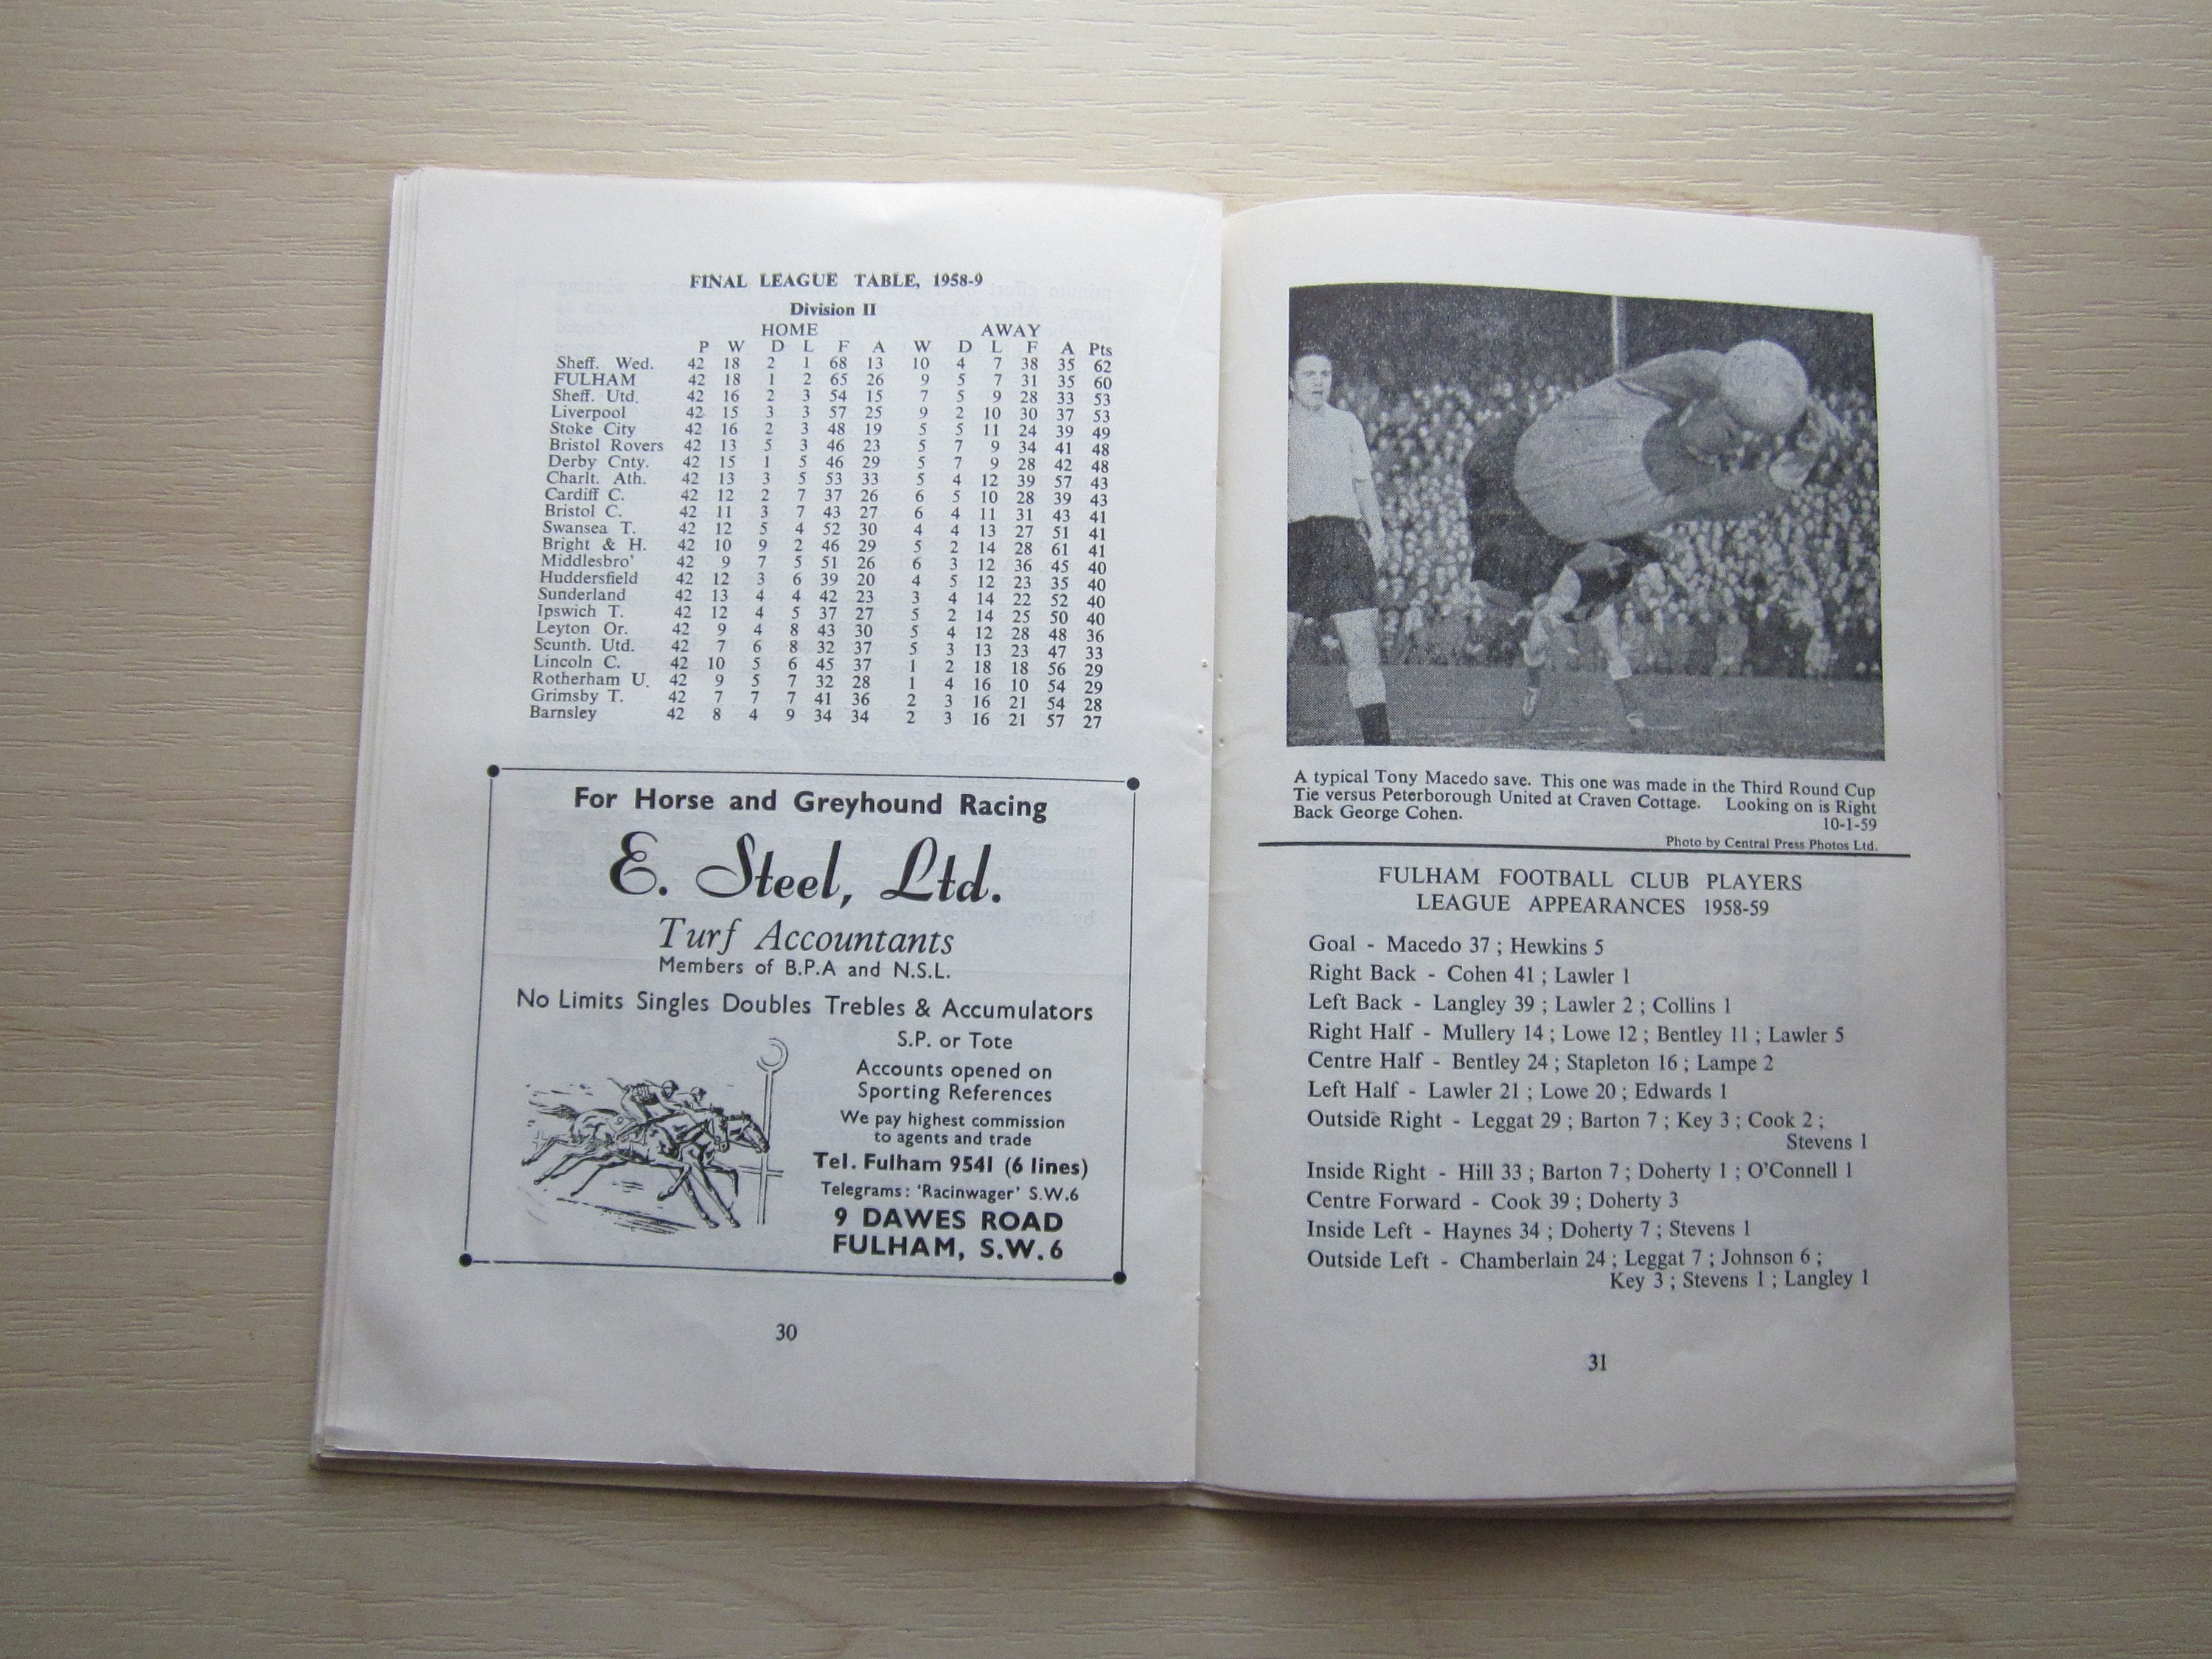 FINAL LEAGUE TABLE, 1958-9
Division II
HOME AWAY
P W D L F A W D L F A Pts
Sheff. Wed. 42 18 2 1 68 13 10 4 7 38 35 62
FULHAM 42 18 1 2 65 26 9 5 7 31 35 60
Sheff. Utd. 42 16 2 3 54 15 7 5 9 28 33 53
Liverpool 42 15 3 3 57 25 9 2 10 30 37 53
Stoke City 42 16 2 3 48 19 5 5 11 24 39 49
Bristol Rovers 42 13 5 3 46 23 5 7 9 34 41 48
Derby Cnty. 42 15 1 5 46 29 5 7 9 28 42 48
Charlt. Ath. 42 13 3 5 53 33 5 4 12 39 57 43
Cardiff C. 42 12 2 7 37 26 6 5 10 28 39 43
Bristol C. 42 11 3 7 43 27 6 4 11 31 43 41
Swansea T. 42 12 5 4 52 30 4 4 13 27 51 41
Bright & H. 42 10 9 2 46 29 5 2 14 28 61 41
Middlesbro' 42 9 7 5 51 26 6 3 12 36 45 40
Huddersfield 42 12 3 6 39 20 4 5 12 23 35 40
Sunderland 42 13 4 4 42 23 3 4 14 22 52 40
Ipswich T. 42 12 4 5 37 27 5 2 14 25 50 40
Leyton Or. 42 9 4 8 43 30 5 4 12 28 48 36
Scunth. Utd. 42 7 6 8 32 37 5 3 13 23 47 33
Lincoln C. 42 10 5 6 45 37 1 2 18 18 56 29
Rotherham U. 42 9 5 7 32 28 1 4 16 10 54 29
Grimsby T. 42 7 7 7 41 36 2 3 16 21 54 28
Barnsley 42 8 4 9 34 34 2 3 16 21 57 27
For Horse and Greyhound Racing
E. Steel, Ltd.
Turf Accountants
Members of B.P.A and N.S.L.
No Limits Singles Doubles Trebles & Accumulators
S.P. or Tote
Accounts opened on
Sporting References
We pay highest commission
to agents and trade
Tel. Fulham 9541 (6 lines)
Telegrams: 'Racinwager' S.W.6
9 DAWES ROAD
FULHAM, S.W.6
30
A typical Tony Macedo save. This one was made in the Third Round Cup
Tie versus Peterborough United at Craven Cottage. Looking on is Right
Back George Cohen.
10-1-59
Photo by Central Press Photos Ltd.
FULHAM FOOTBALL CLUB PLAYERS
LEAGUE APPEARANCES 1958-59
Goal - Macedo 37 ; Hewkins 5
Right Back - Cohen 41 ; Lawler 1
Left Back - Langley 39 ; Lawler 2 ; Collins 1
Right Half - Mullery 14 ; Lowe 12 ; Bentley 11 ; Lawler 5
Centre Half - Bentley 24 ; Stapleton 16 ; Lampe 2
Left Half - Lawler 21 ; Lowe 20 ; Edwards 1
Outside Right - Leggat 29 ; Barton 7 ; Key 3 ; Cook 2 ;
Stevens 1
Inside Right - Hill 33 ; Barton 7 ; Doherty 1 ; O'Connell 1
Centre Forward - Cook 39 ; Doherty 3
Inside Left - Haynes 34 ; Doherty 7 ; Stevens 1
Outside Left - Chamberlain 24 ; Leggat 7 ; Johnson 6 ;
Key 3 ; Stevens 1 ; Langley 1
31